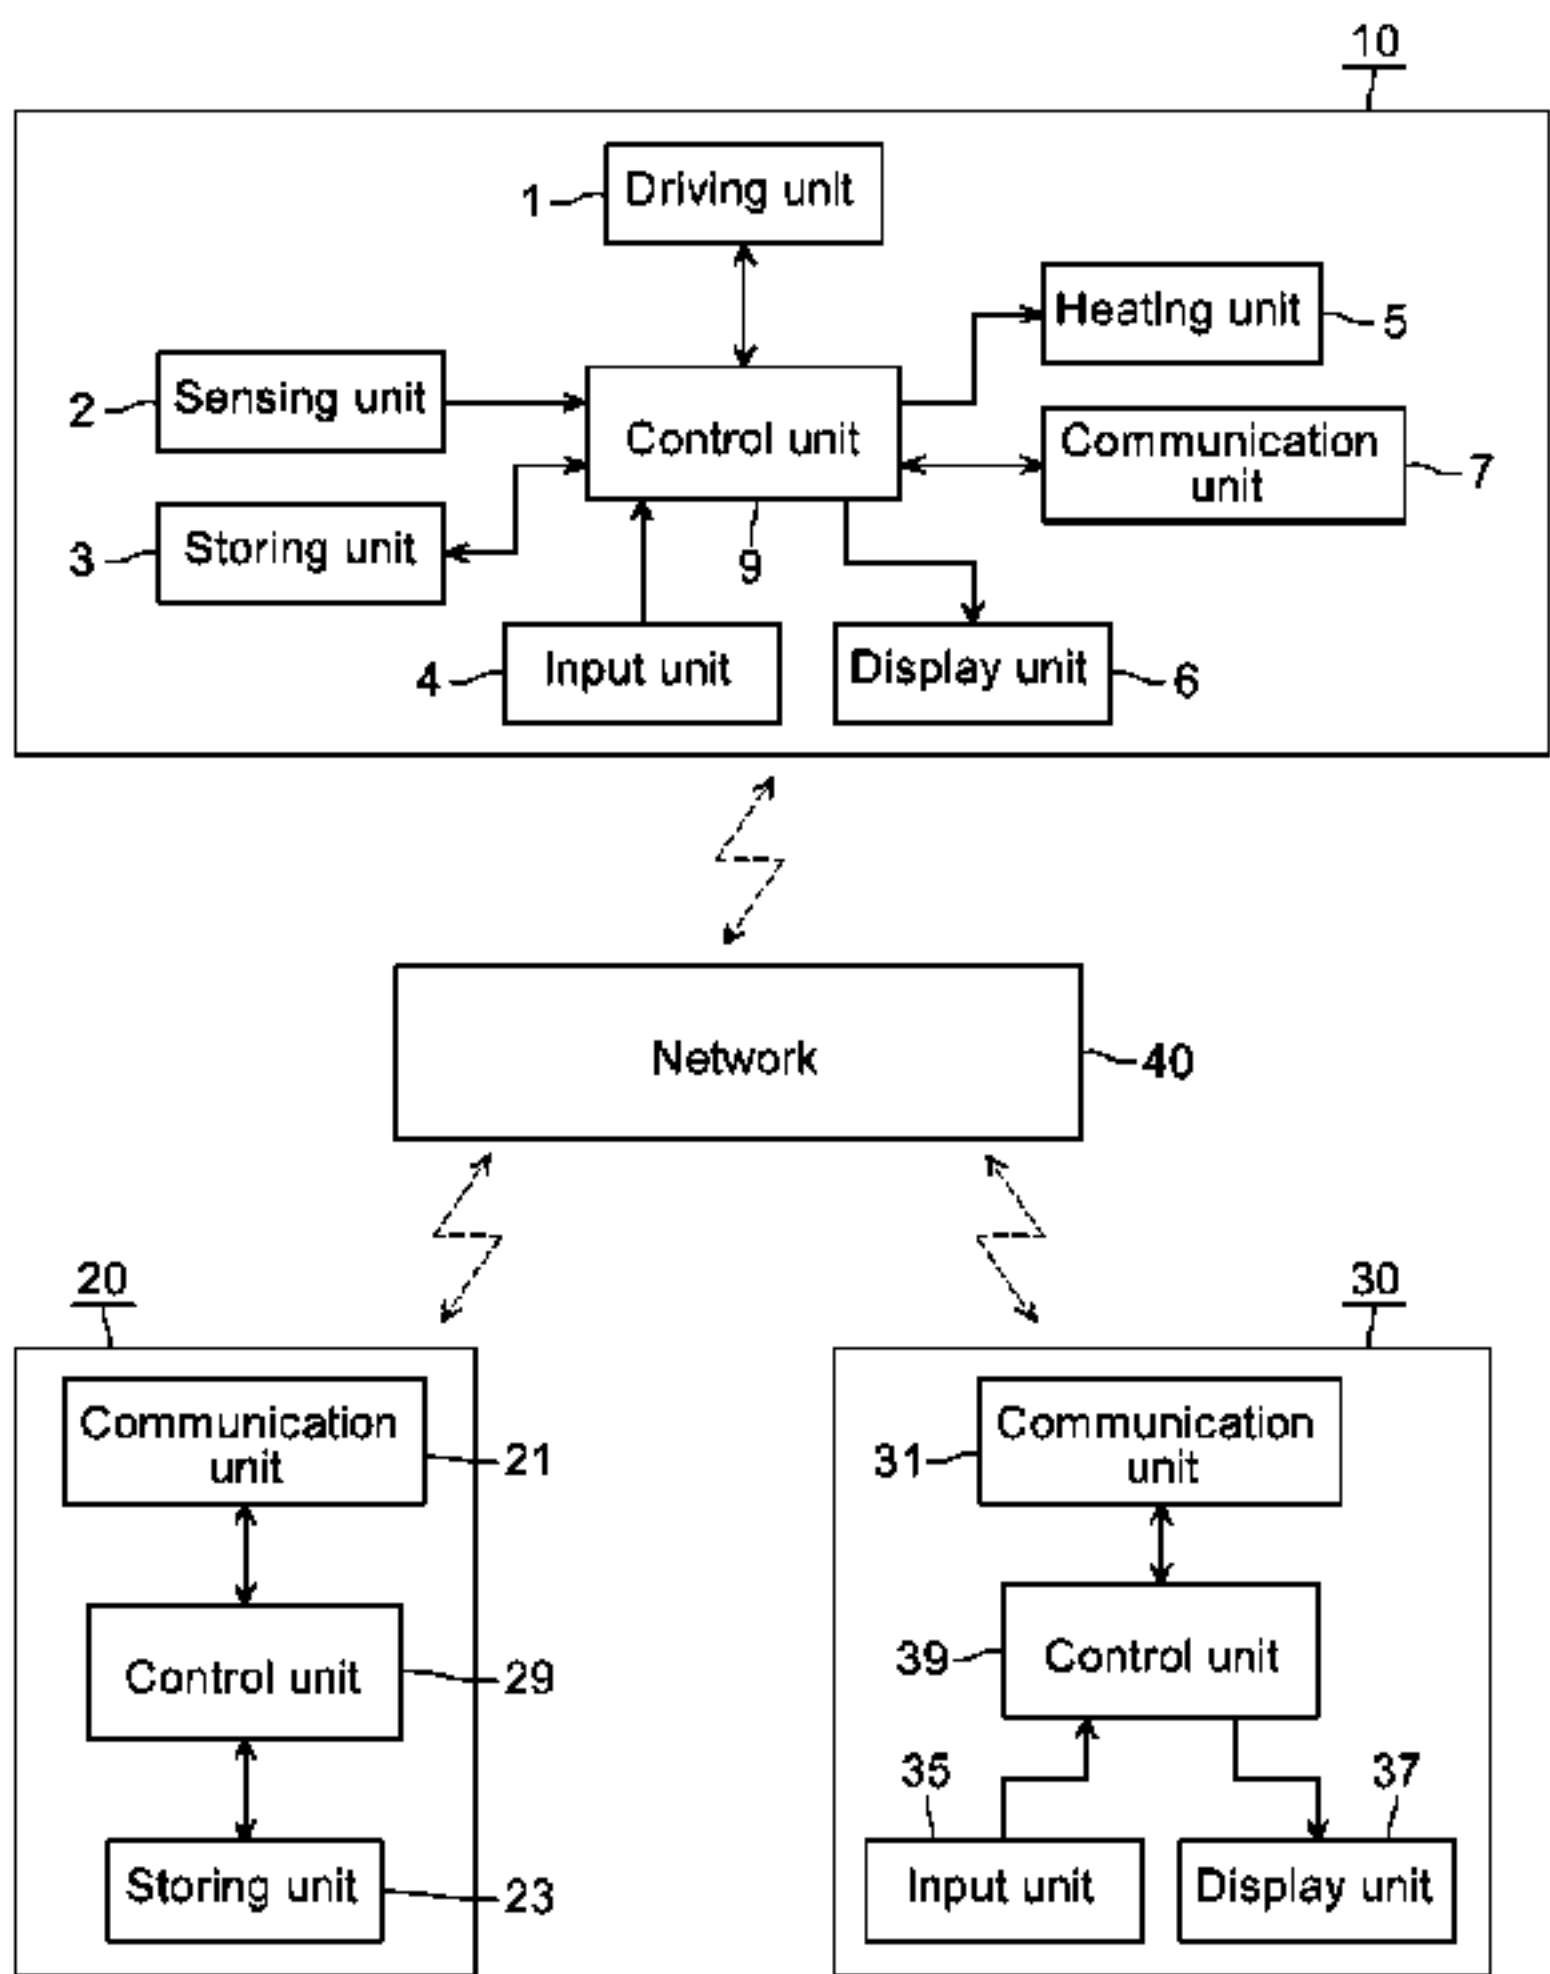 10
Driving unit
1
Heating unit
5
Sensing unit
2
Control unit
Communication
unit
7
Storing unit
3
9
Input unit
4
Display unit
6
Network
40
20
30
Communication
unit
21
Communication
unit
31
Control unit
29
Control unit
39
35
37
Storing unit
23
Input unit
Display unit